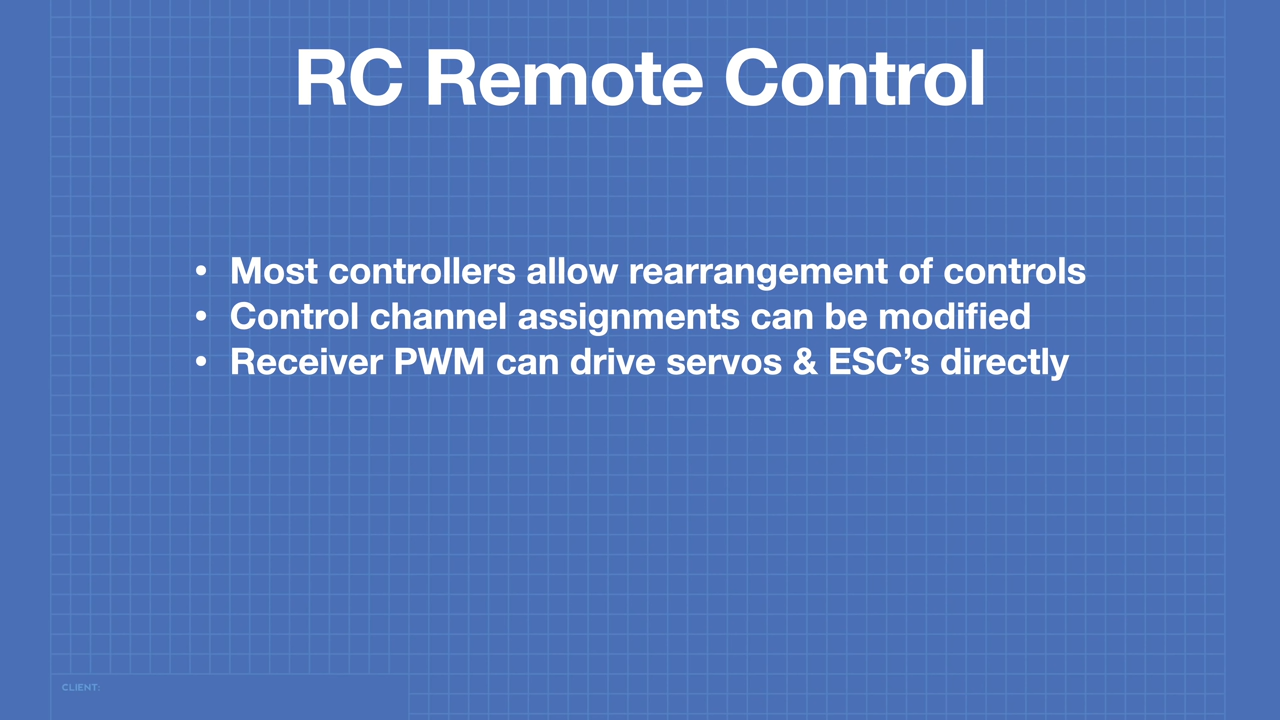 RC Remote Control
• Most controllers allow rearrangement of controls
• Control channel assignments can be modified
• Receiver PWM can drive servos & ESC’s directly
CLIENT: